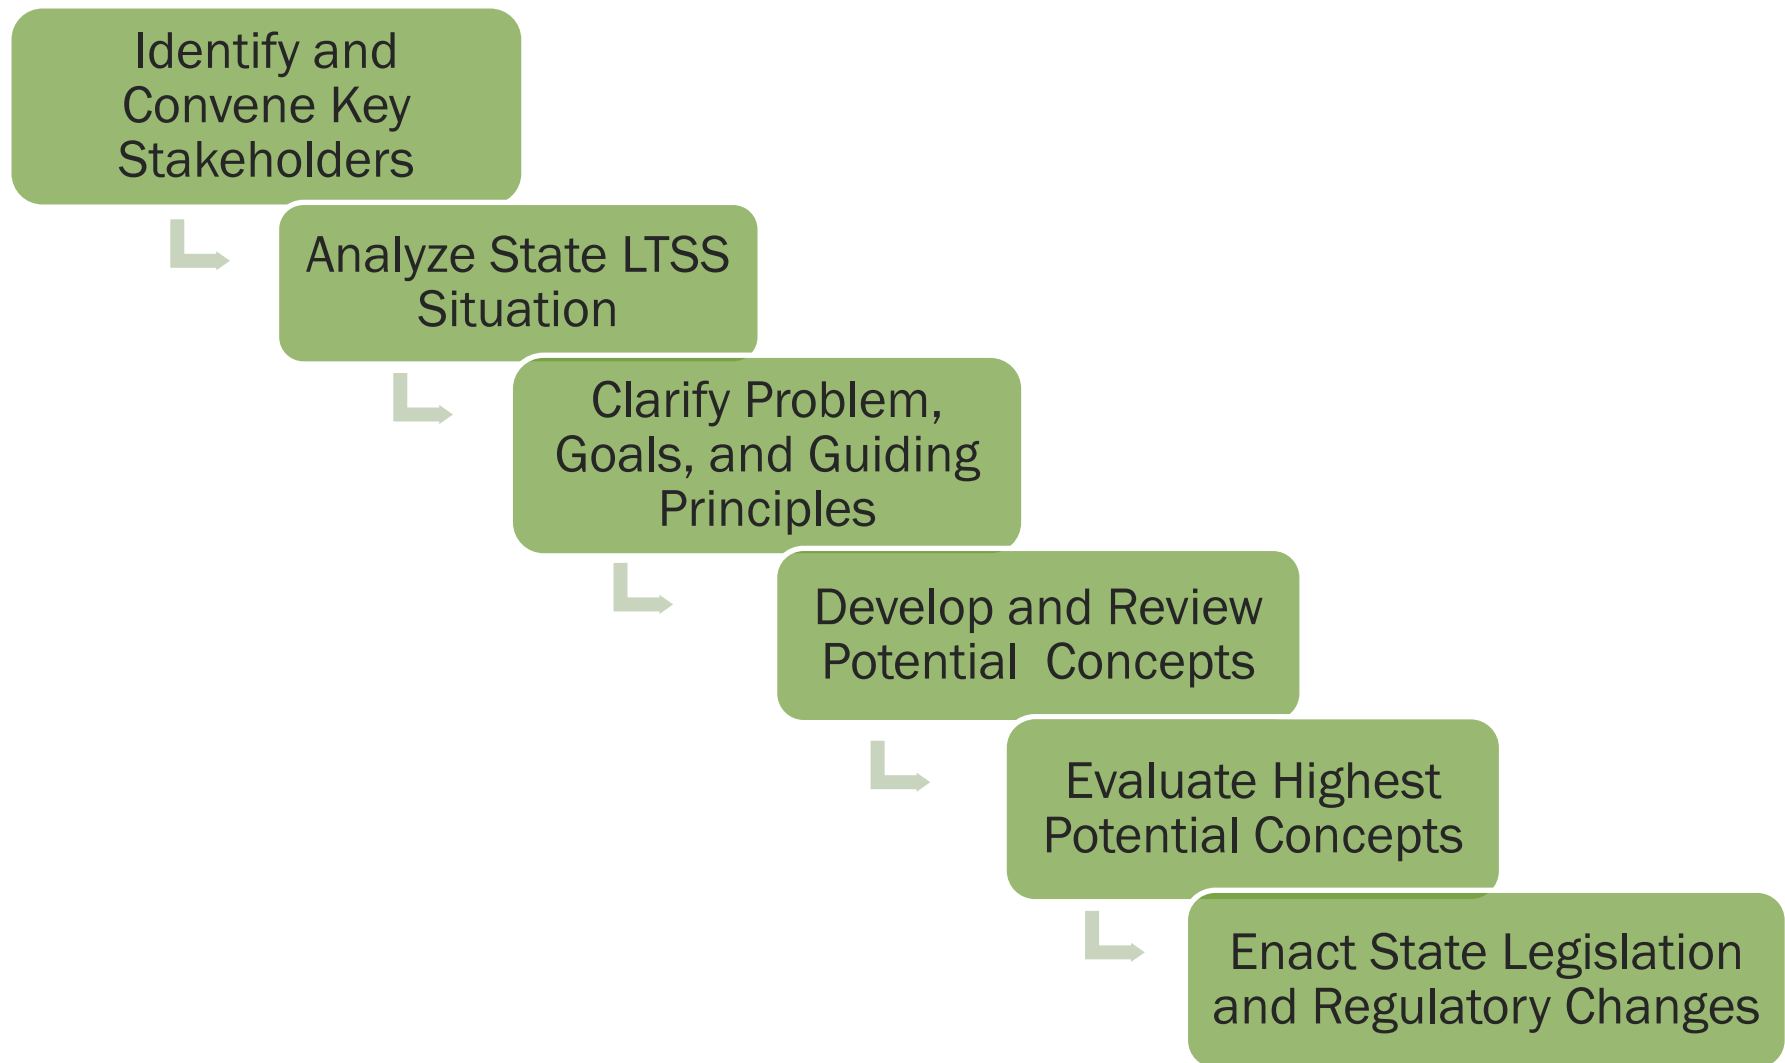 Identify and
Convene Key
Stakeholders
Analyze State LTSS
Situation
Clarify Problem,
Goals, and Guiding
Principles
Develop and Review
Potential  Concepts
Evaluate Highest
Potential Concepts
Enact State Legislation
and Regulatory Changes